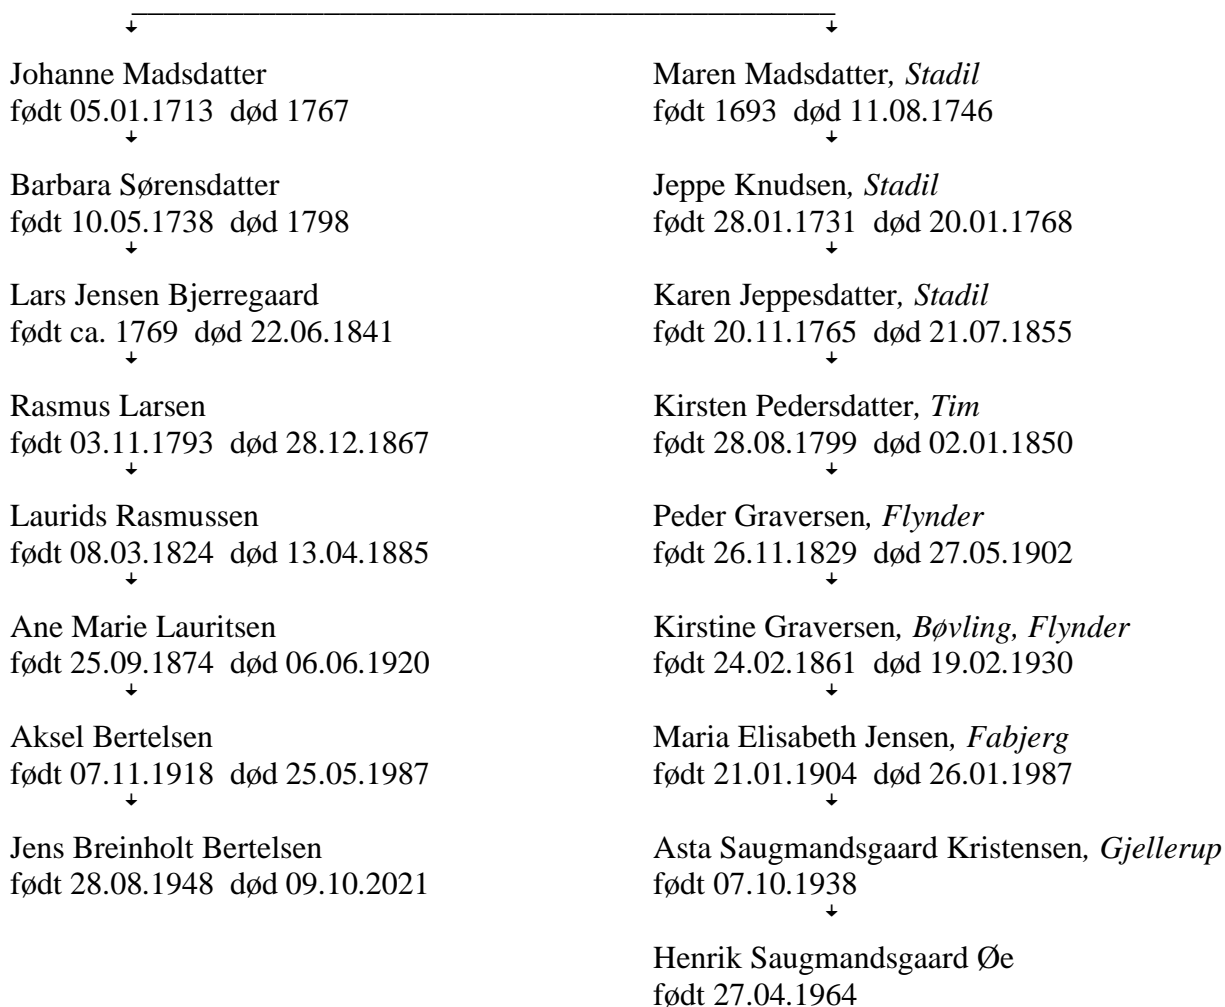 Johanne Madsdatter
født 05.01.1713 død 1767
Barbara Sørensdatter
født 10.05.1738 død 1798
Lars Jensen Bjerregaard
født ca. 1769 død 22.06.1841
Rasmus Larsen
født 03.11.1793 død 28.12.1867
Laurids Rasmussen
født 08.03.1824 død 13.04.1885
Ane Marie Lauritsen
født 25.09.1874 død 06.06.1920
Aksel Bertelsen
født 07.11.1918 død 25.05.1987
Jens Breinholt Bertelsen
født 28.08.1948 død 09.10.2021
Maren Madsdatter, Stadil
født 1693 død 11.08.1746
Jeppe Knudsen, Stadil
født 28.01.1731 død 20.01.1768
Karen Jeppesdatter, Stadil
født 20.11.1765 død 21.07.1855
Kirsten Pedersdatter, Tim
født 28.08.1799 død 02.01.1850
Peder Graversen, Flynder
født 26.11.1829 død 27.05.1902
Kirstine Graversen, Bøvling, Flynder
født 24.02.1861 død 19.02.1930
Maria Elisabeth Jensen, Fabjerg
født 21.01.1904 død 26.01.1987
Asta Saugmandsgaard Kristensen, Gjellerup
født 07.10.1938
Henrik Saugmandsgaard Øe
født 27.04.1964